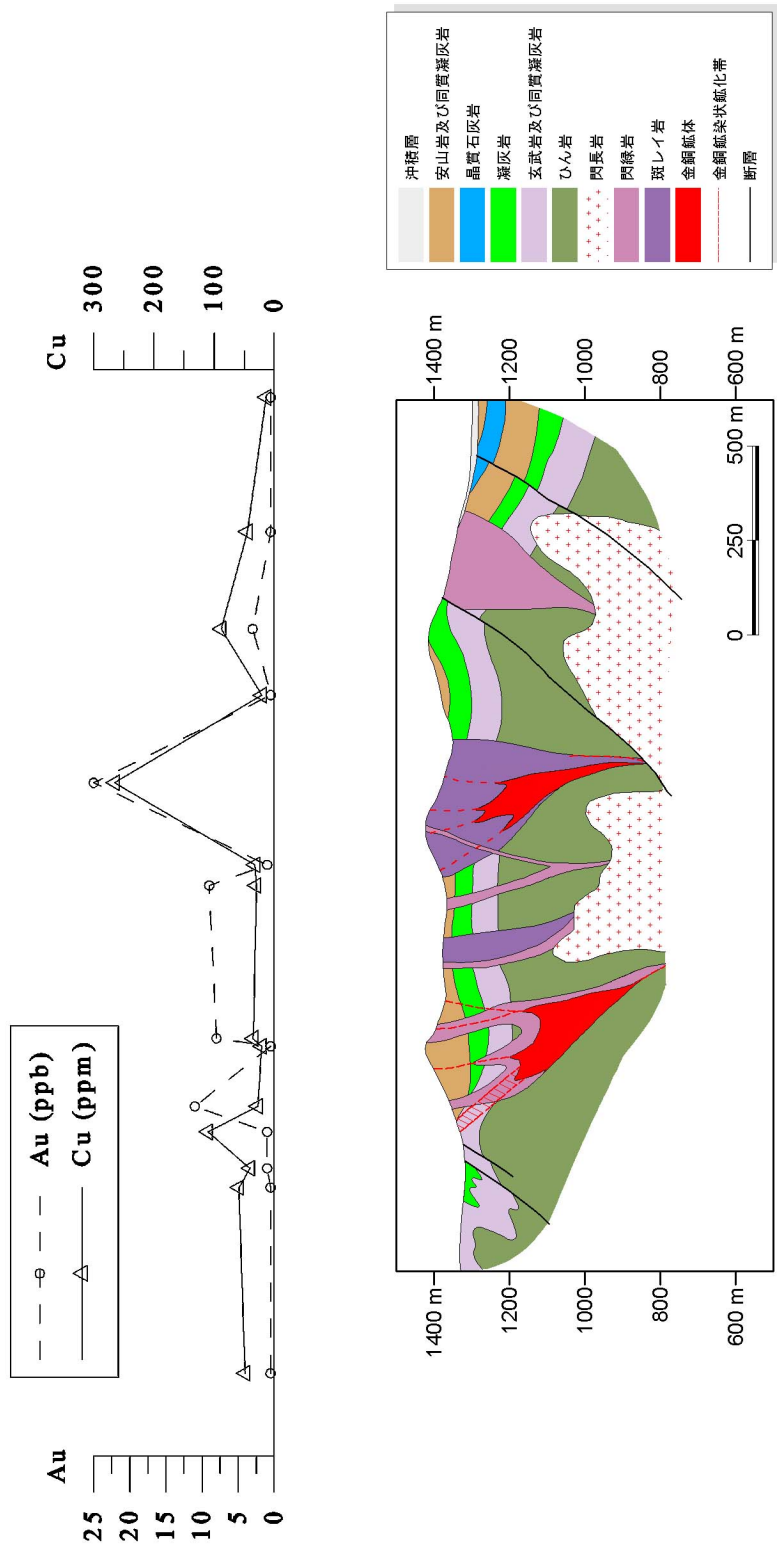 Au
25
20
15
10
5
0
Au (ppb)
Cu (ppm)
Cu
300
200
100
0
1400 m
1200
1000
800
600 m
1400 m
1200
1000
800
600 m
0
250
500 m
沖積層
安山岩及び同質凝灰岩
晶質石灰岩
凝灰岩
玄武岩及び同質凝灰岩
ひん岩
閃長岩
閃緑岩
斑レイ岩
金銅鉱体
金銅鉱染状鉱化帯
断層